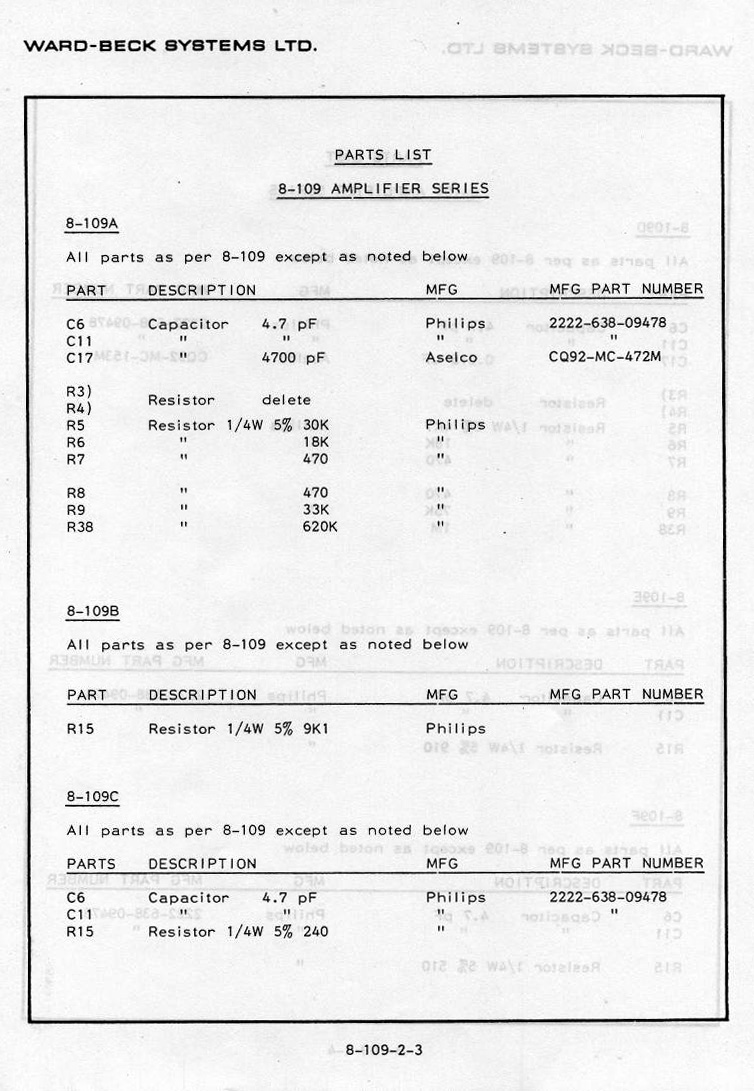 WARD-BECK SYSTEMS LTD.
PARTS LIST
8-109 AMPLIFIER SERIES
8-109A
All parts as per 8-109 except as noted below
PART DESCRIPTION MFG MFG PART NUMBER
C6 Capacitor 4.7 pF Philips 2222-638-09478
C11 " " " "
C17 " 4700 pF Aselco CQ92-MC-472M
R3)
Resistor delete
R4)
R5 Resistor 1/4W 5% 30K Philips
R6 " 18K "
R7 " 470 "
R8 " 470 "
R9 " 33K "
R38 " 620K "
8-109B
All parts as per 8-109 except as noted below
PART DESCRIPTION MFG MFG PART NUMBER
R15 Resistor 1/4W 5% 9K1 Philips
8-109C
All parts as per 8-109 except as noted below
PARTS DESCRIPTION MFG MFG PART NUMBER
C6 Capacitor 4.7 pF Philips 2222-638-09478
C11 " " " "
R15 Resistor 1/4W 5% 240 "
8-109-2-3